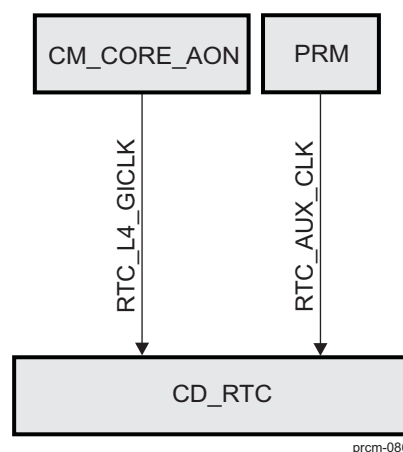 CM_CORE_AON
PRM
RTC_L4_GICLK
RTC_AUX_CLK
CD_RTC